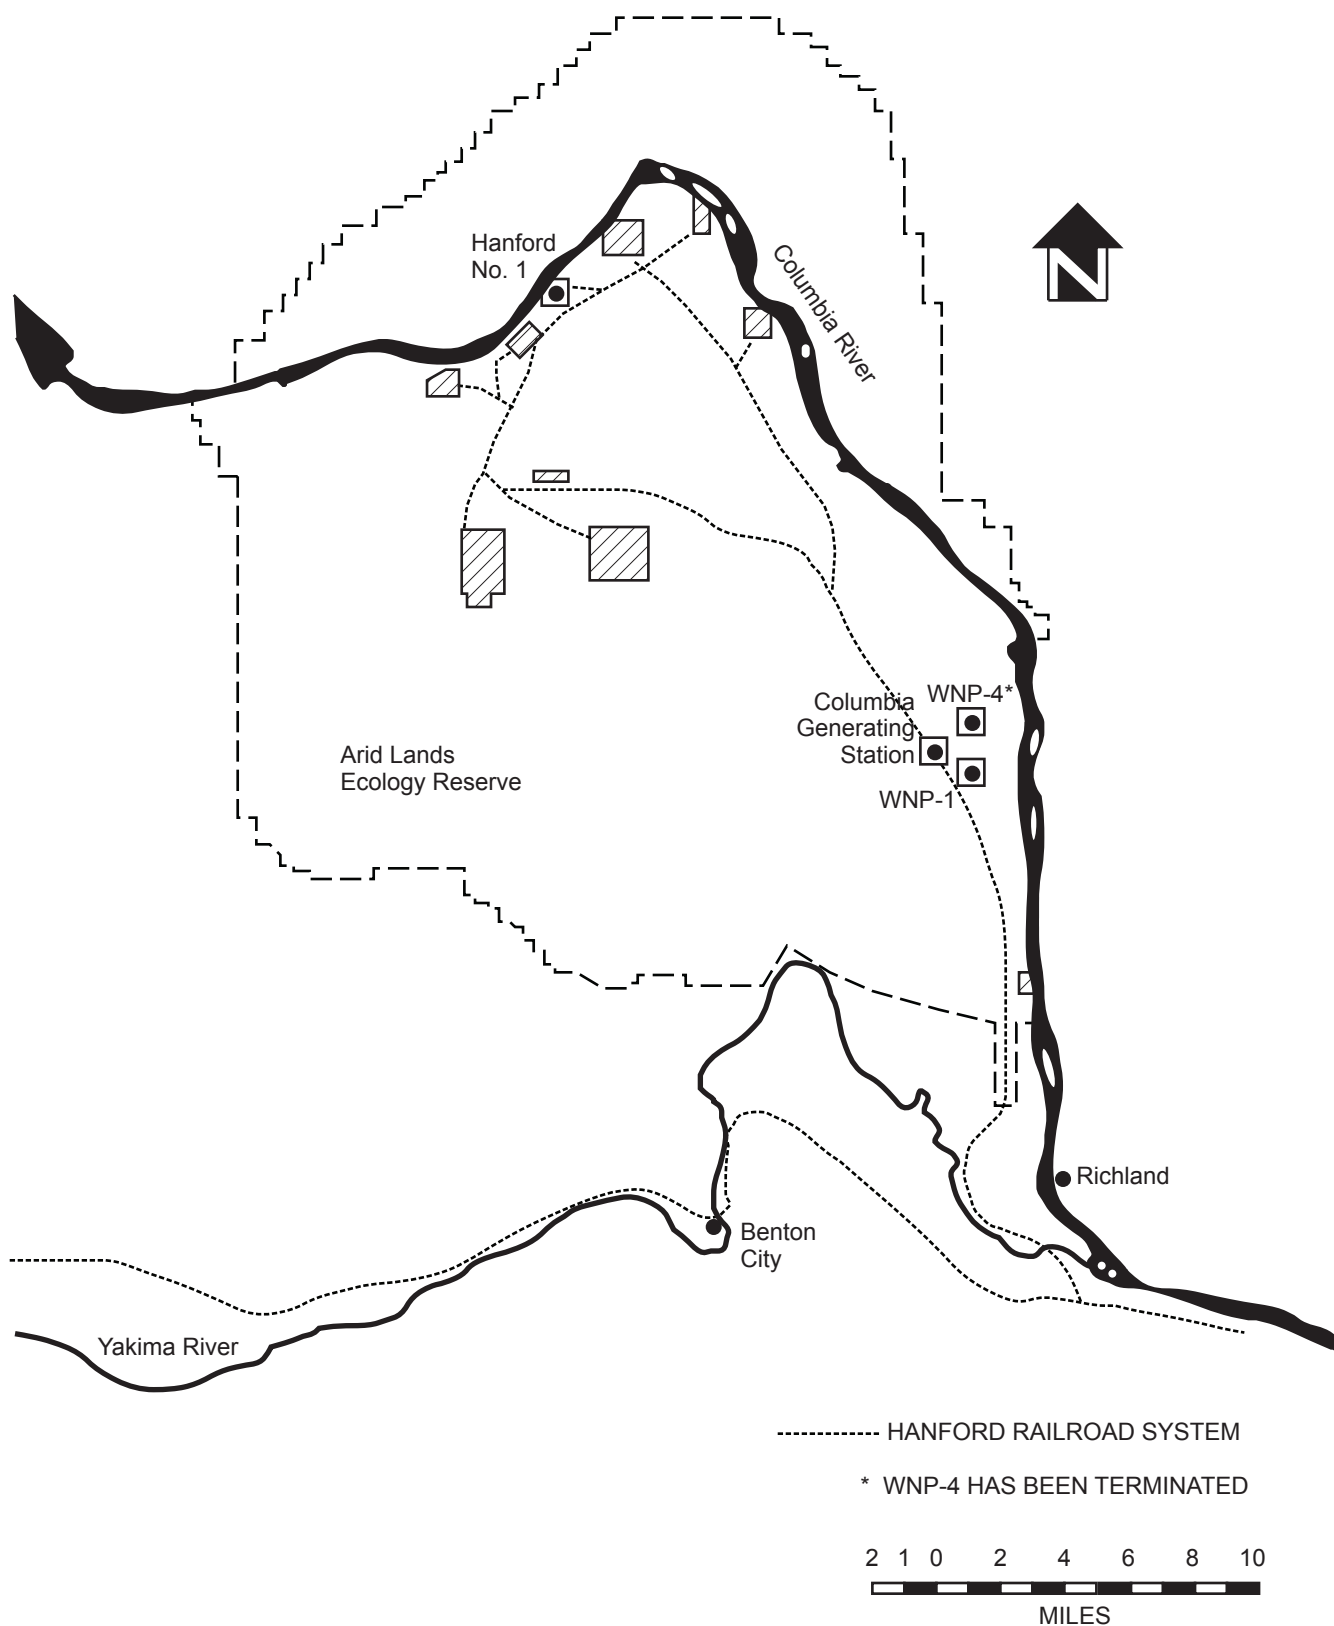 Hanford
No. 1
Columbia River
N
WNP-4*
Columbia
Generating
Station
WNP-1
Arid Lands
Ecology Reserve
Richland
Benton
City
Yakima River
HANFORD RAILROAD SYSTEM
* WNP-4 HAS BEEN TERMINATED
2 1 0 2 4 6 8 10
MILES